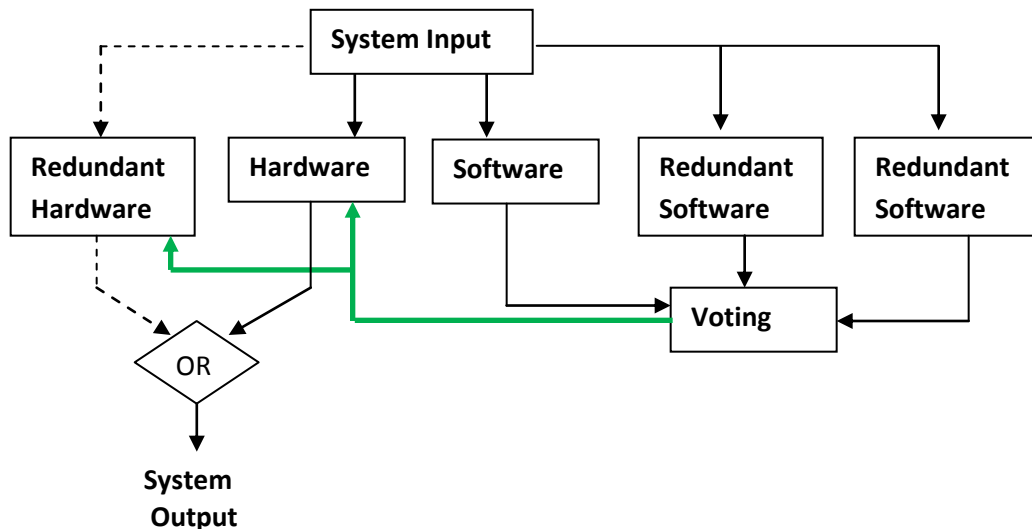 System Input
Redundant
Hardware
Hardware
Software
Redundant
Software
Redundant
Software
Voting
OR
System
Output